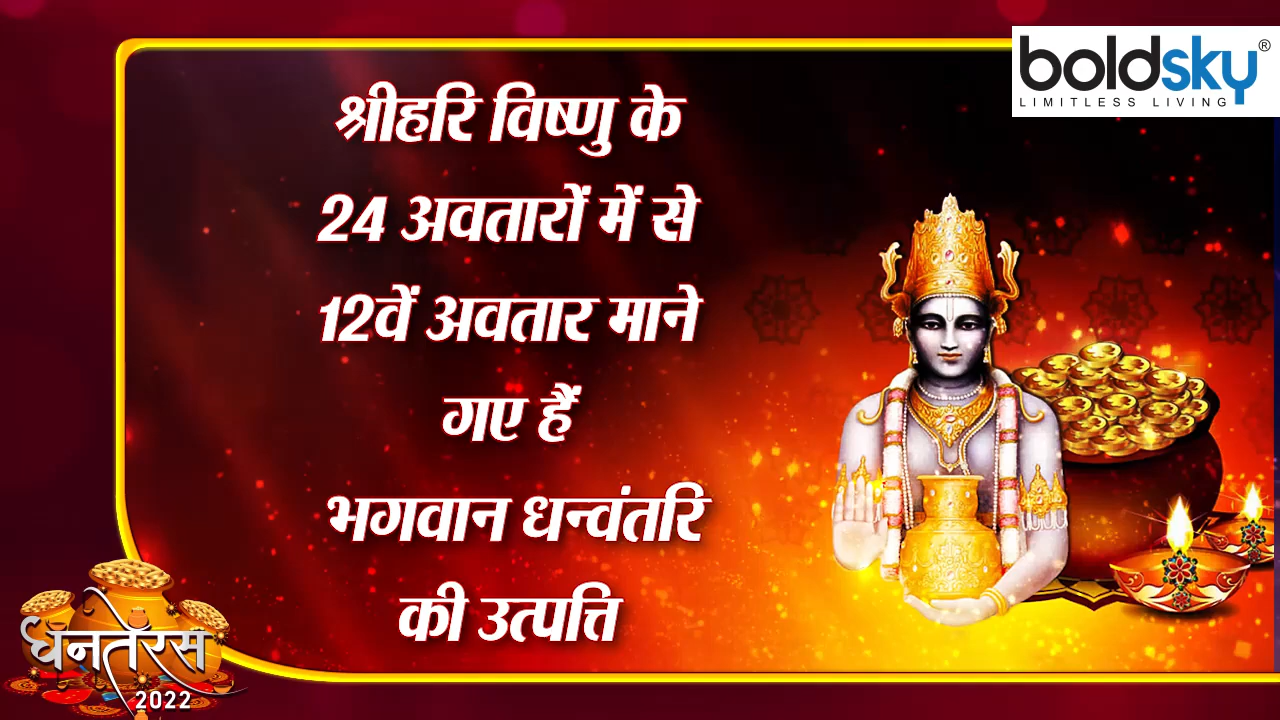 श्रीहरि विष्णु के
24 अवतारों में से
12वें अवतार माने
गए हैं
भगवान धन्वंतरि
की उत्पत्ति
boldsky®
LIMITLESS LIVING
धनतेरस
2022